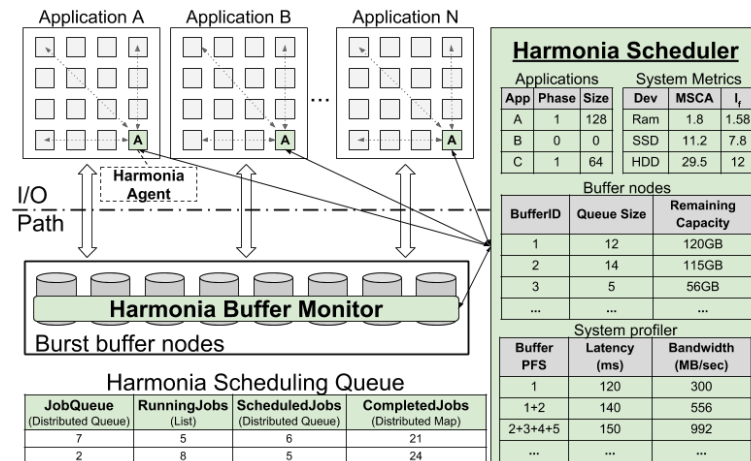 Application A Application B Application N
...
A A A
Harmonia
Agent
I/O
Path
Harmonia Buffer Monitor
Burst buffer nodes
Harmonia Scheduling Queue
JobQueue RunningJobs ScheduledJobs CompletedJobs
(Distributed Queue) (List) (Distributed Queue) (Distributed Map)
7 5 6 21
2 8 5 24
Harmonia Scheduler
Applications
App Phase Size
A 1 128
B 0 0
C 1 64
System Metrics
Dev MSCA If
Ram 1.8 1.58
SSD 11.2 7.8
HDD 29.5 12
Buffer nodes
BufferID Queue Size Remaining
Capacity
1 12 120GB
2 14 115GB
3 5 56GB
... ... ...
System profiler
Buffer Latency Bandwidth
PFS (ms) (MB/sec)
1 120 300
1+2 140 556
2+3+4+5 150 992
... ... ...